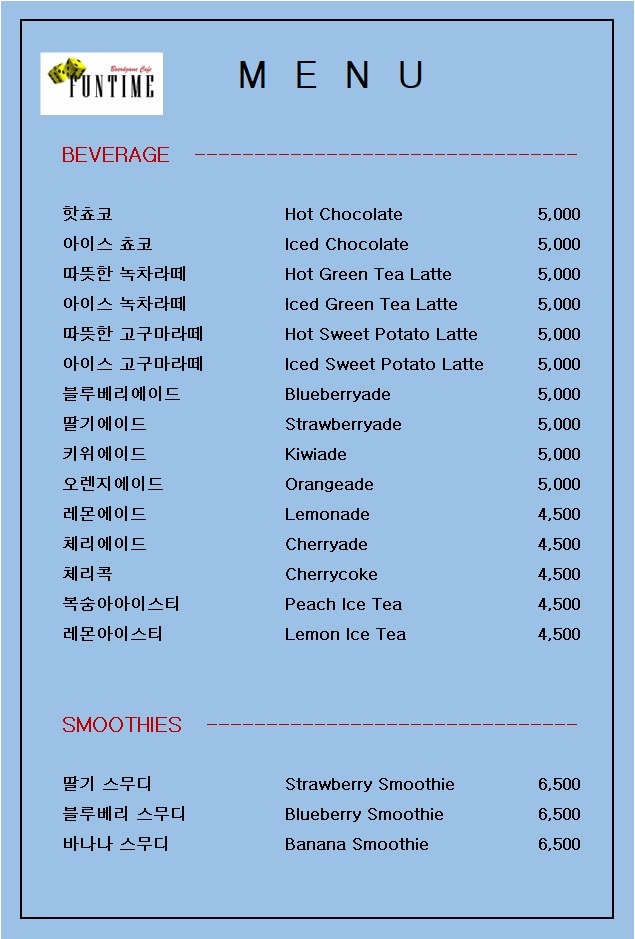 Boardgame Cafe
FUNTIME
MENU
BEVERAGE --------------------------------
핫쵸코 Hot Chocolate 5,000
아이스 쵸코 Iced Chocolate 5,000
따뜻한 녹차라떼 Hot Green Tea Latte 5,000
아이스 녹차라떼 Iced Green Tea Latte 5,000
따뜻한 고구마라떼 Hot Sweet Potato Latte 5,000
아이스 고구마라떼 Iced Sweet Potato Latte 5,000
블루베리에이드 Blueberryade 5,000
딸기에이드 Strawberryade 5,000
키위에이드 Kiwiade 5,000
오렌지에이드 Orangeade 5,000
레몬에이드 Lemonade 4,500
체리에이드 Cherryade 4,500
체리콕 Cherrycoke 4,500
복숭아아이스티 Peach Ice Tea 4,500
레몬아이스티 Lemon Ice Tea 4,500
SMOOTHIES -------------------------------
딸기 스무디 Strawberry Smoothie 6,500
블루베리 스무디 Blueberry Smoothie 6,500
바나나 스무디 Banana Smoothie 6,500